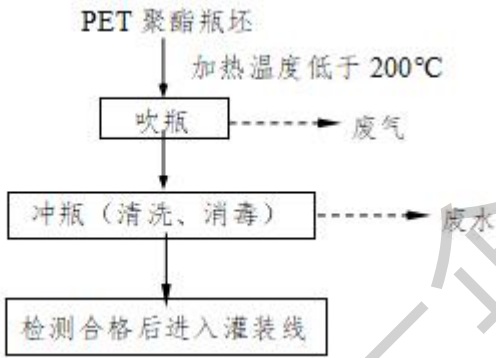 PET 聚酯瓶坯
加热温度低于 200℃
吹瓶
废气
冲瓶（清洗、消毒）
废水
检测合格后进入灌装线